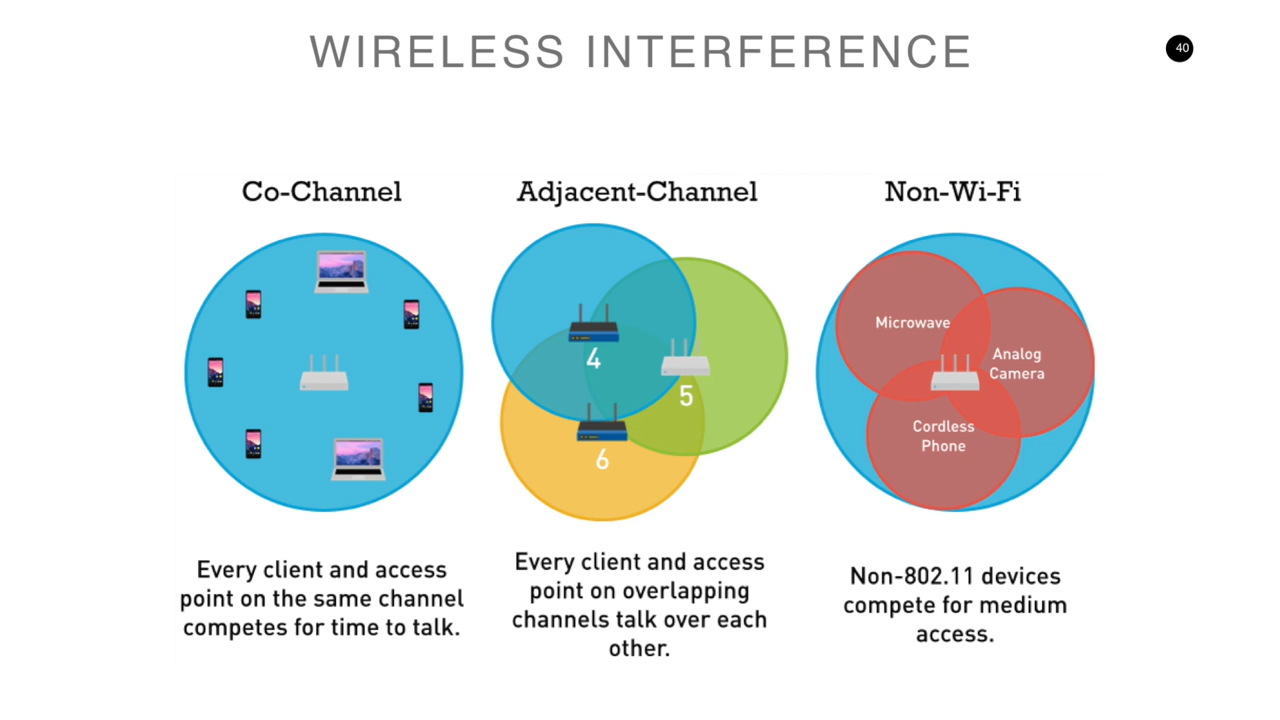 WIRELESS INTERFERENCE
40
Co-Channel
Every client and access
point on the same channel
competes for time to talk.
Adjacent-Channel
4
5
6
Every client and access
point on overlapping
channels talk over each
other.
Non-Wi-Fi
Microwave
Analog
Camera
Cordless
Phone
Non-802.11 devices
compete for medium
access.